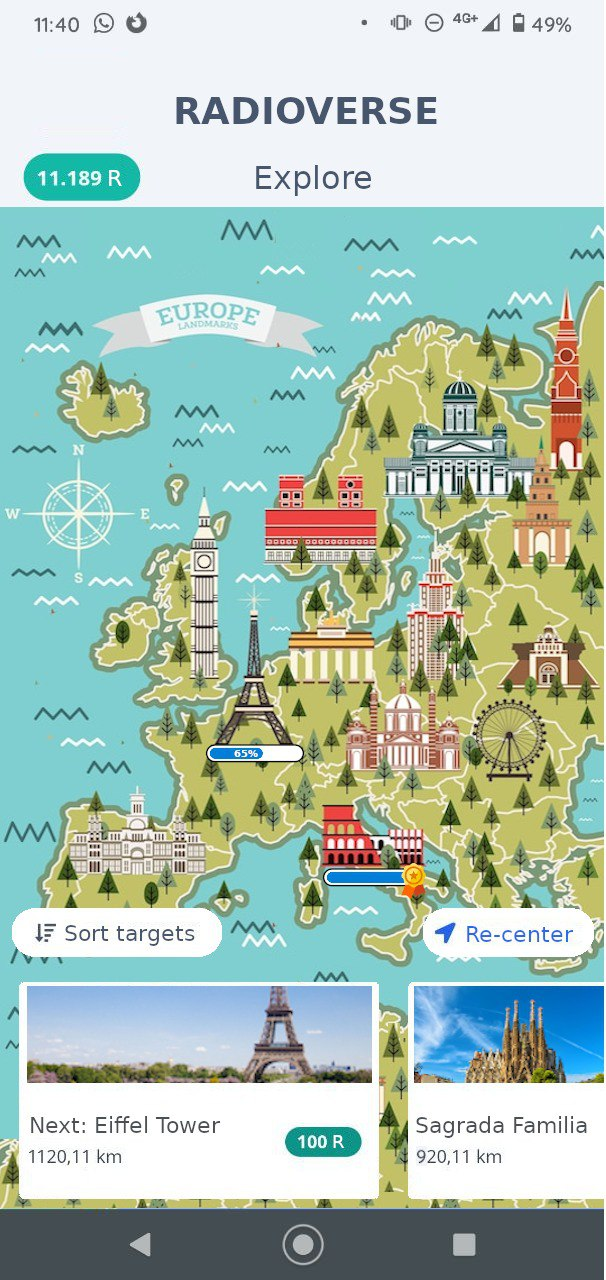 11:40
4G+
49%
RADIOVERSE
11.189 R
Explore
EUROPE
LANDMARKS
N
W
E
S
65%
Sort targets
Re-center
Next: Eiffel Tower
1120,11 km
100 R
Sagrada Familia
920,11 km